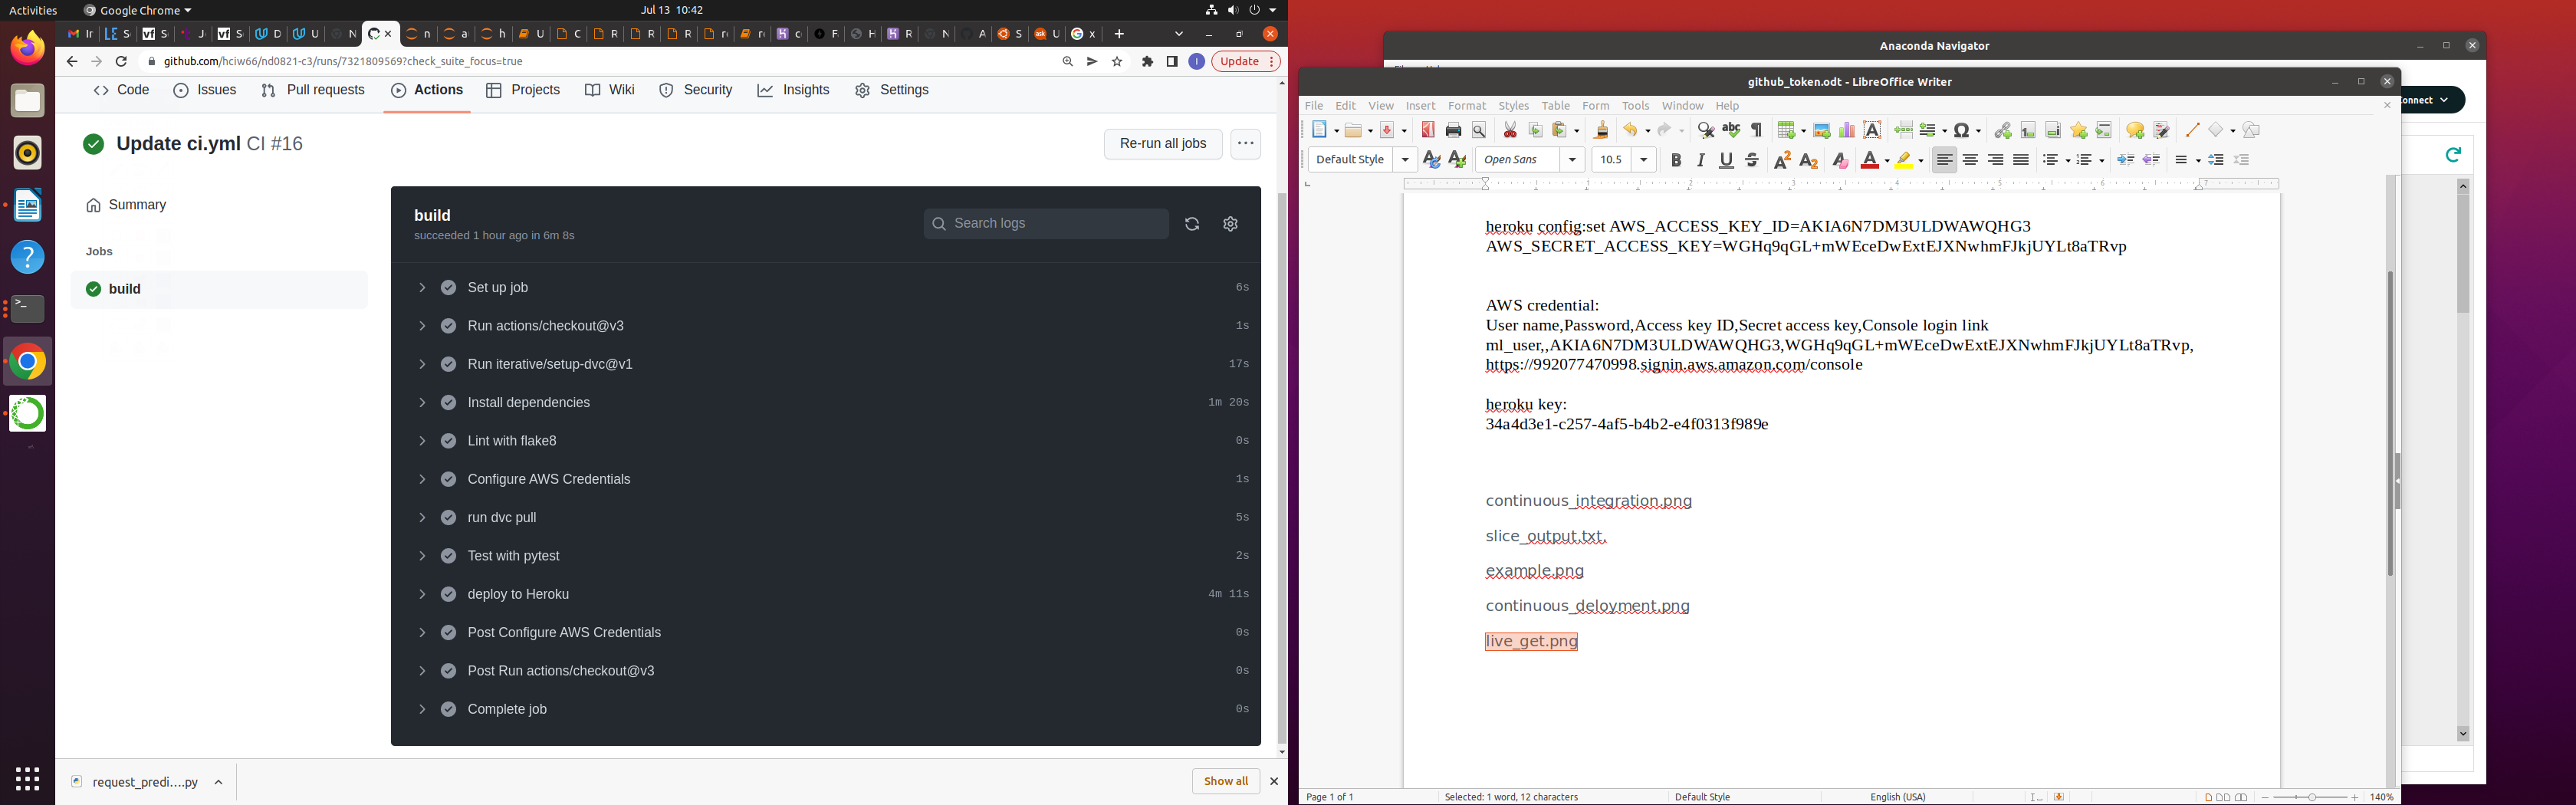 Activities
Google Chrome
Jul 13 10:42
github.com/hciw66/nd0821-c3/runs/7321809569?check_suite_focus=true
Update
Code
Issues
Pull requests
Actions
Projects
Wiki
Security
Insights
Settings
Update ci.yml CI #16
Re-run all jobs
Summary
Jobs
build
build
succeeded 1 hour ago in 6m 8s
Search logs
Set up job 6s
Run actions/checkout@v3 1s
Run iterative/setup-dvc@v1 17s
Install dependencies 1m 20s
Lint with flake8 0s
Configure AWS Credentials 1s
run dvc pull 5s
Test with pytest 2s
deploy to Heroku 4m 11s
Post Configure AWS Credentials 0s
Post Run actions/checkout@v3 0s
Complete job 0s
request_predi....py
Show all
Anaconda Navigator
github_token.odt - LibreOffice Writer
File Edit View Insert Format Styles Table Form Tools Window Help
Default Style
Open Sans
10.5
heroku config:set AWS_ACCESS_KEY_ID=AKIA6N7DM3ULDWAWQHG3
AWS_SECRET_ACCESS_KEY=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
AWS credential:
User name,Password,Access key ID,Secret access key,Console login link
ml_user,,AKIA6N7DM3ULDWAWQHG3,WGHq9qGL+mWEceDwExtEJXNwhmFJkjUYLt8aTRvp,
https://992077470998.signin.aws.amazon.com/console
heroku key:
34a4d3e1-c257-4af5-b4b2-e4f0313f989e
continuous_integration.png
slice_output.txt.
example.png
continuous_deloyment.png
live_get.png
Page 1 of 1
Selected: 1 word, 12 characters
Default Style
English (USA)
140%